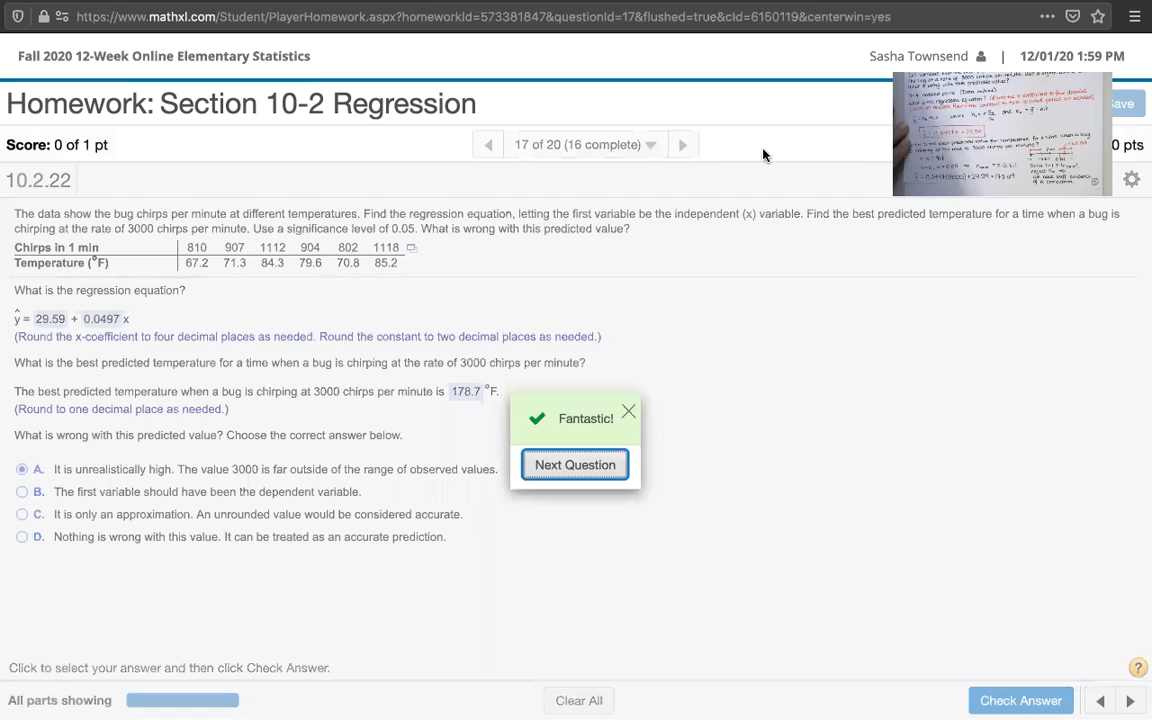 https://www.mathxl.com/Student/PlayerHomework.aspx?homeworkId=573381847&questionId=17&flushed=true&cId=6150119&centerwin=yes
Fall 2020 12-Week Online Elementary Statistics
Sasha Townsend | 12/01/20 1:59 PM
Homework: Section 10-2 Regression
Save
Score: 0 of 1 pt
17 of 20 (16 complete)
0 pts
10.2.22
The data show the bug chirps per minute at different temperatures. Find the regression equation, letting the first variable be the independent (x) variable. Find the best predicted temperature for a time when a bug is
chirping at the rate of 3000 chirps per minute. Use a significance level of 0.05. What is wrong with this predicted value?
Chirps in 1 min 810 907 1112 904 802 1118
Temperature (°F) 67.2 71.3 84.3 79.6 70.8 85.2
What is the regression equation?
ŷ = 29.59 + 0.0497 x
(Round the x-coefficient to four decimal places as needed. Round the constant to two decimal places as needed.)
What is the best predicted temperature for a time when a bug is chirping at the rate of 3000 chirps per minute?
The best predicted temperature when a bug is chirping at 3000 chirps per minute is 178.7 °F.
(Round to one decimal place as needed.)
What is wrong with this predicted value? Choose the correct answer below.
A. It is unrealistically high. The value 3000 is far outside of the range of observed values.
B. The first variable should have been the dependent variable.
C. It is only an approximation. An unrounded value would be considered accurate.
D. Nothing is wrong with this value. It can be treated as an accurate prediction.
Fantastic!
Next Question
Click to select your answer and then click Check Answer.
?
All parts showing
Clear All
Check Answer